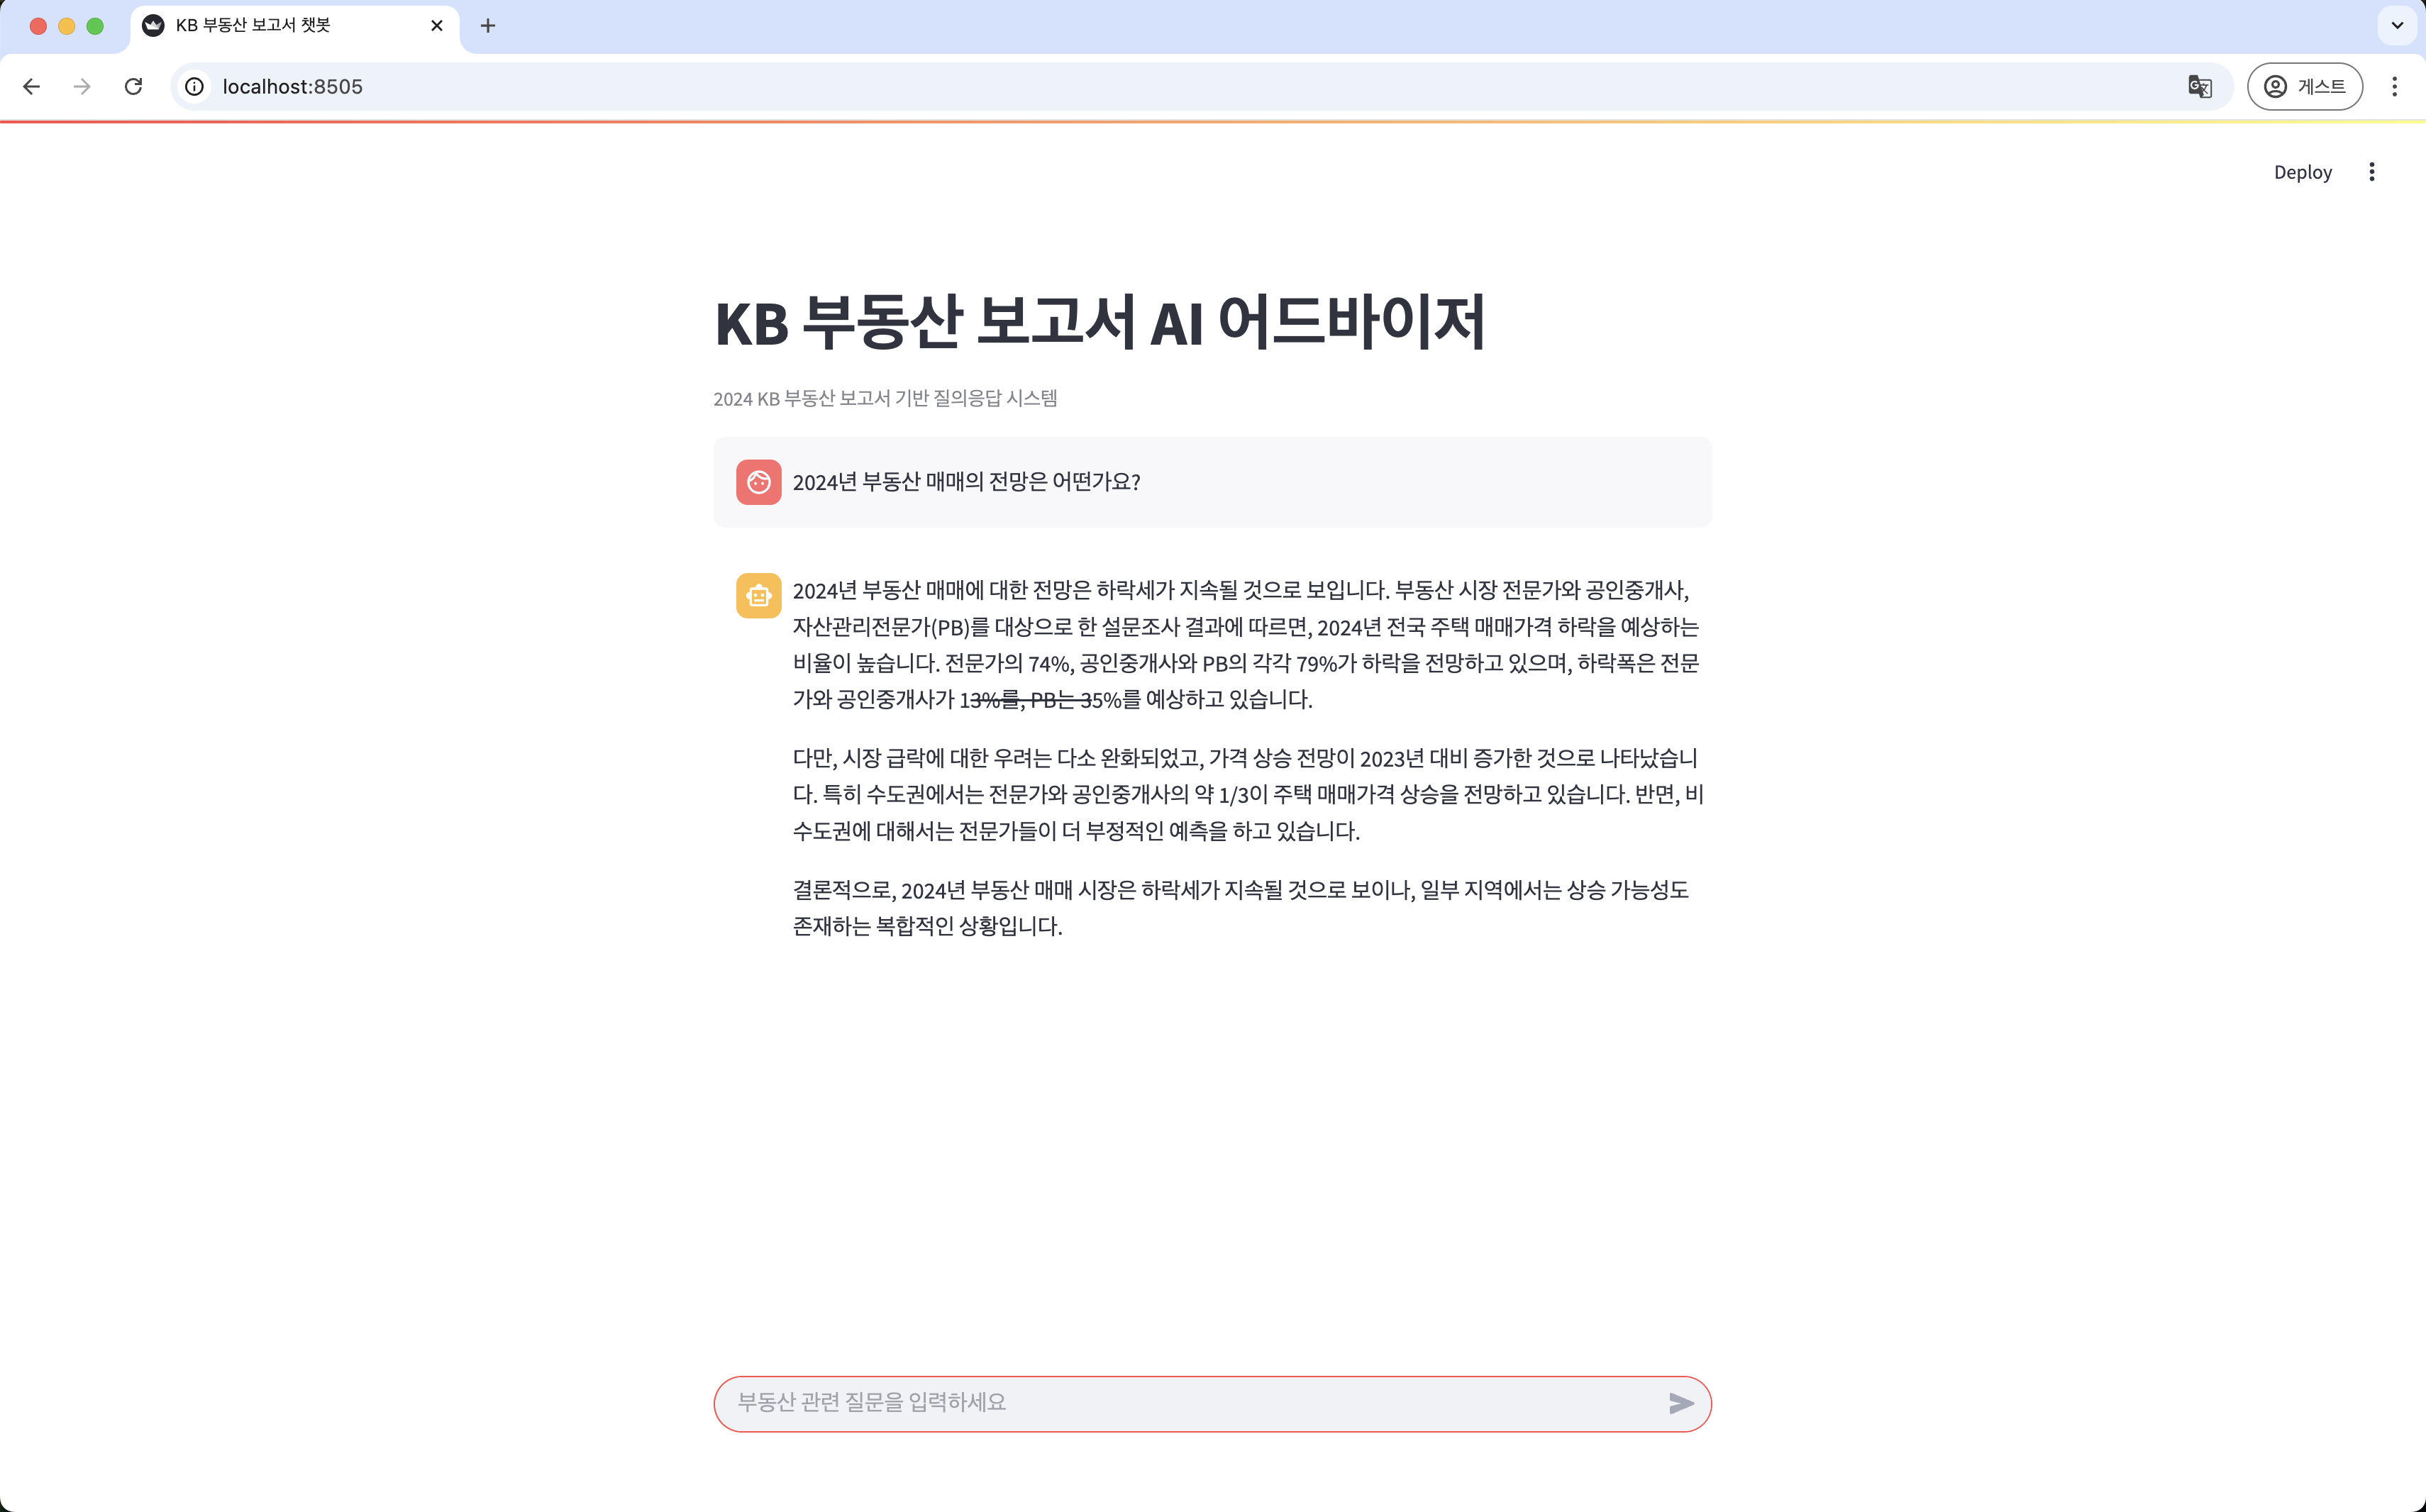 KB 부동산 보고서 챗봇
localhost:8505
게스트
Deploy
KB 부동산 보고서 AI 어드바이저
2024 KB 부동산 보고서 기반 질의응답 시스템
2024년 부동산 매매의 전망은 어떤가요?
2024년 부동산 매매에 대한 전망은 하락세가 지속될 것으로 보입니다. 부동산 시장 전문가와 공인중개사,
자산관리전문가(PB)를 대상으로 한 설문조사 결과에 따르면, 2024년 전국 주택 매매가격 하락을 예상하는
비율이 높습니다. 전문가의 74%, 공인중개사와 PB의 각각 79%가 하락을 전망하고 있으며, 하락폭은 전문
가와 공인중개사가 13%를, PB는 35%를 예상하고 있습니다.
다만, 시장 급락에 대한 우려는 다소 완화되었고, 가격 상승 전망이 2023년 대비 증가한 것으로 나타났습니
다. 특히 수도권에서는 전문가와 공인중개사의 약 1/3이 주택 매매가격 상승을 전망하고 있습니다. 반면, 비
수도권에 대해서는 전문가들이 더 부정적인 예측을 하고 있습니다.
결론적으로, 2024년 부동산 매매 시장은 하락세가 지속될 것으로 보이나, 일부 지역에서는 상승 가능성도
존재하는 복합적인 상황입니다.
부동산 관련 질문을 입력하세요